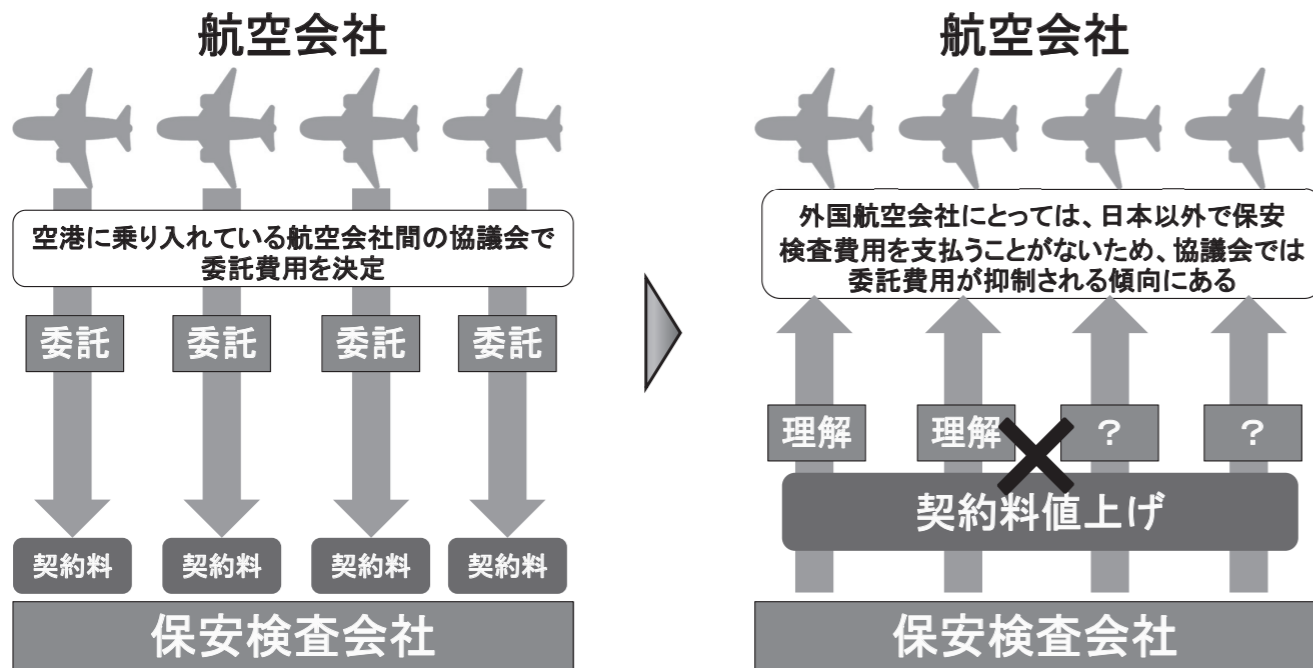 航空会社
空港に乗り入れている航空会社間の協議会で
委託費用を決定
委託 委託 委託 委託
契約料 契約料 契約料 契約料
保安検査会社
航空会社
外国航空会社にとっては、日本以外で保安
検査費用を支払うことがないため、協議会では
委託費用が抑制される傾向にある
理解 理解 ? ?
契約料値上げ
保安検査会社